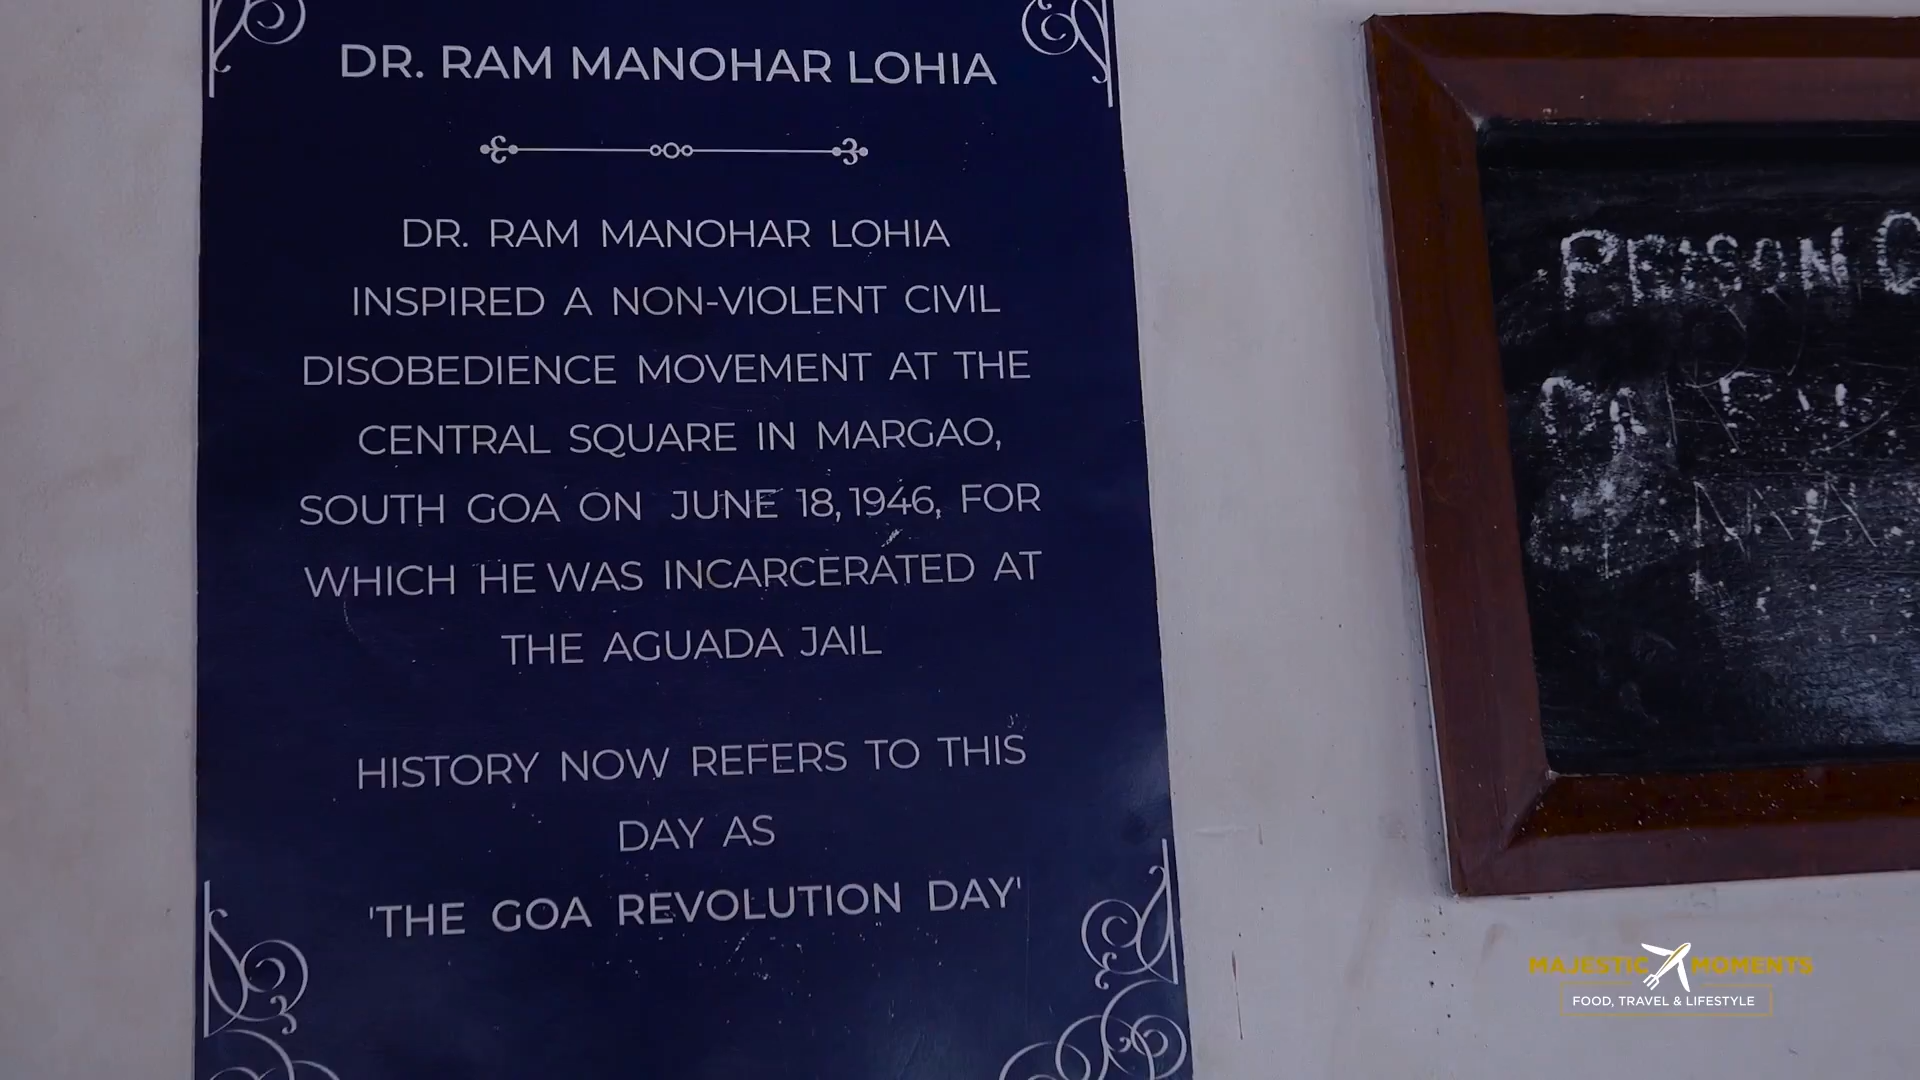 DR. RAM MANOHAR LOHIA
DR. RAM MANOHAR LOHIA
INSPIRED A NON-VIOLENT CIVIL
DISOBEDIENCE MOVEMENT AT THE
CENTRAL SQUARE IN MARGAO,
SOUTH GOA ON JUNE 18, 1946, FOR
WHICH HE WAS INCARCERATED AT
THE AGUADA JAIL
HISTORY NOW REFERS TO THIS
DAY AS
'THE GOA REVOLUTION DAY'
PRISON
MAJESTIC MOMENTS
FOOD, TRAVEL & LIFESTYLE